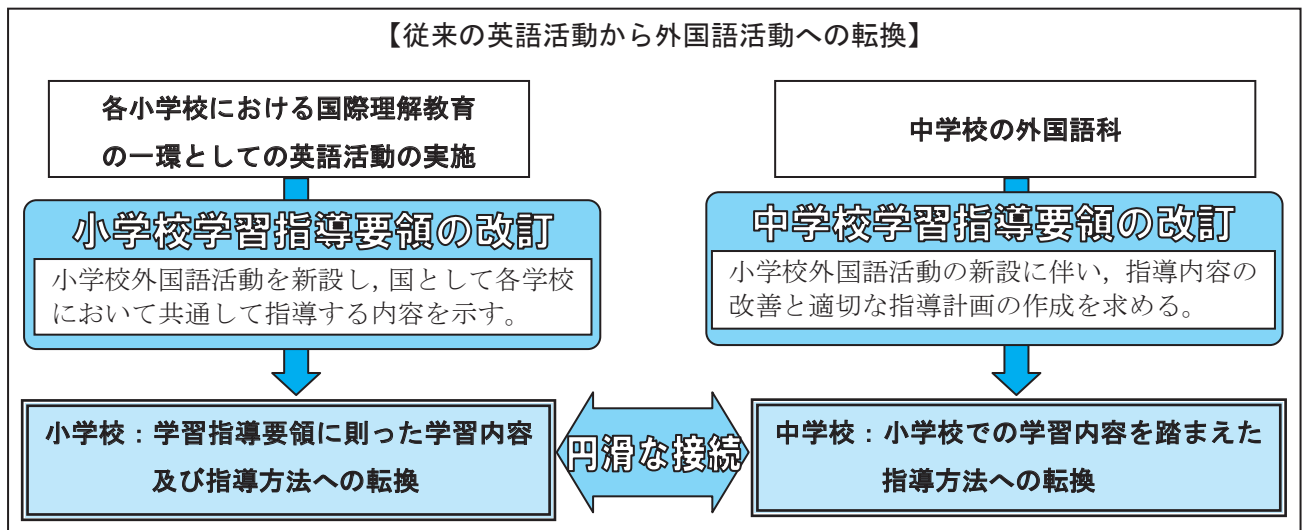 【従来の英語活動から外国語活動への転換】
各小学校における国際理解教育
の一環としての英語活動の実施
小学校学習指導要領の改訂
小学校外国語活動を新設し,国として各学校
において共通して指導する内容を示す。
小学校:学習指導要領に則った学習内容
及び指導方法への転換
円滑な接続
中学校の外国語科
中学校学習指導要領の改訂
小学校外国語活動の新設に伴い,指導内容の
改善と適切な指導計画の作成を求める。
中学校:小学校での学習内容を踏まえた
指導方法への転換